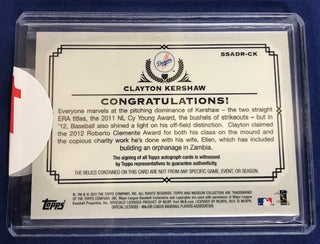 SSADR-CK
Dodgers
CLAYTON KERSHAW
CONGRATULATIONS!
Everyone marvels at the pitching dominance of Kershaw – the two straight
ERA titles, the 2011 NL Cy Young Award, the bushels of strikeouts – but in
'12, Baseball also shined a light on his off-field distinction. Clayton claimed
the 2012 Roberto Clemente Award for both his class on the mound and
the copious charity work he's done with his wife, Ellen, which has included
building an orphanage in Zambia.
The signing of all Topps autograph cards is witnessed
by Topps representatives to guarantee authenticity.
THE RELICS CONTAINED ON THIS CARD ARE NOT FROM ANY SPECIFIC GAME, EVENT, OR SEASON.
Topps